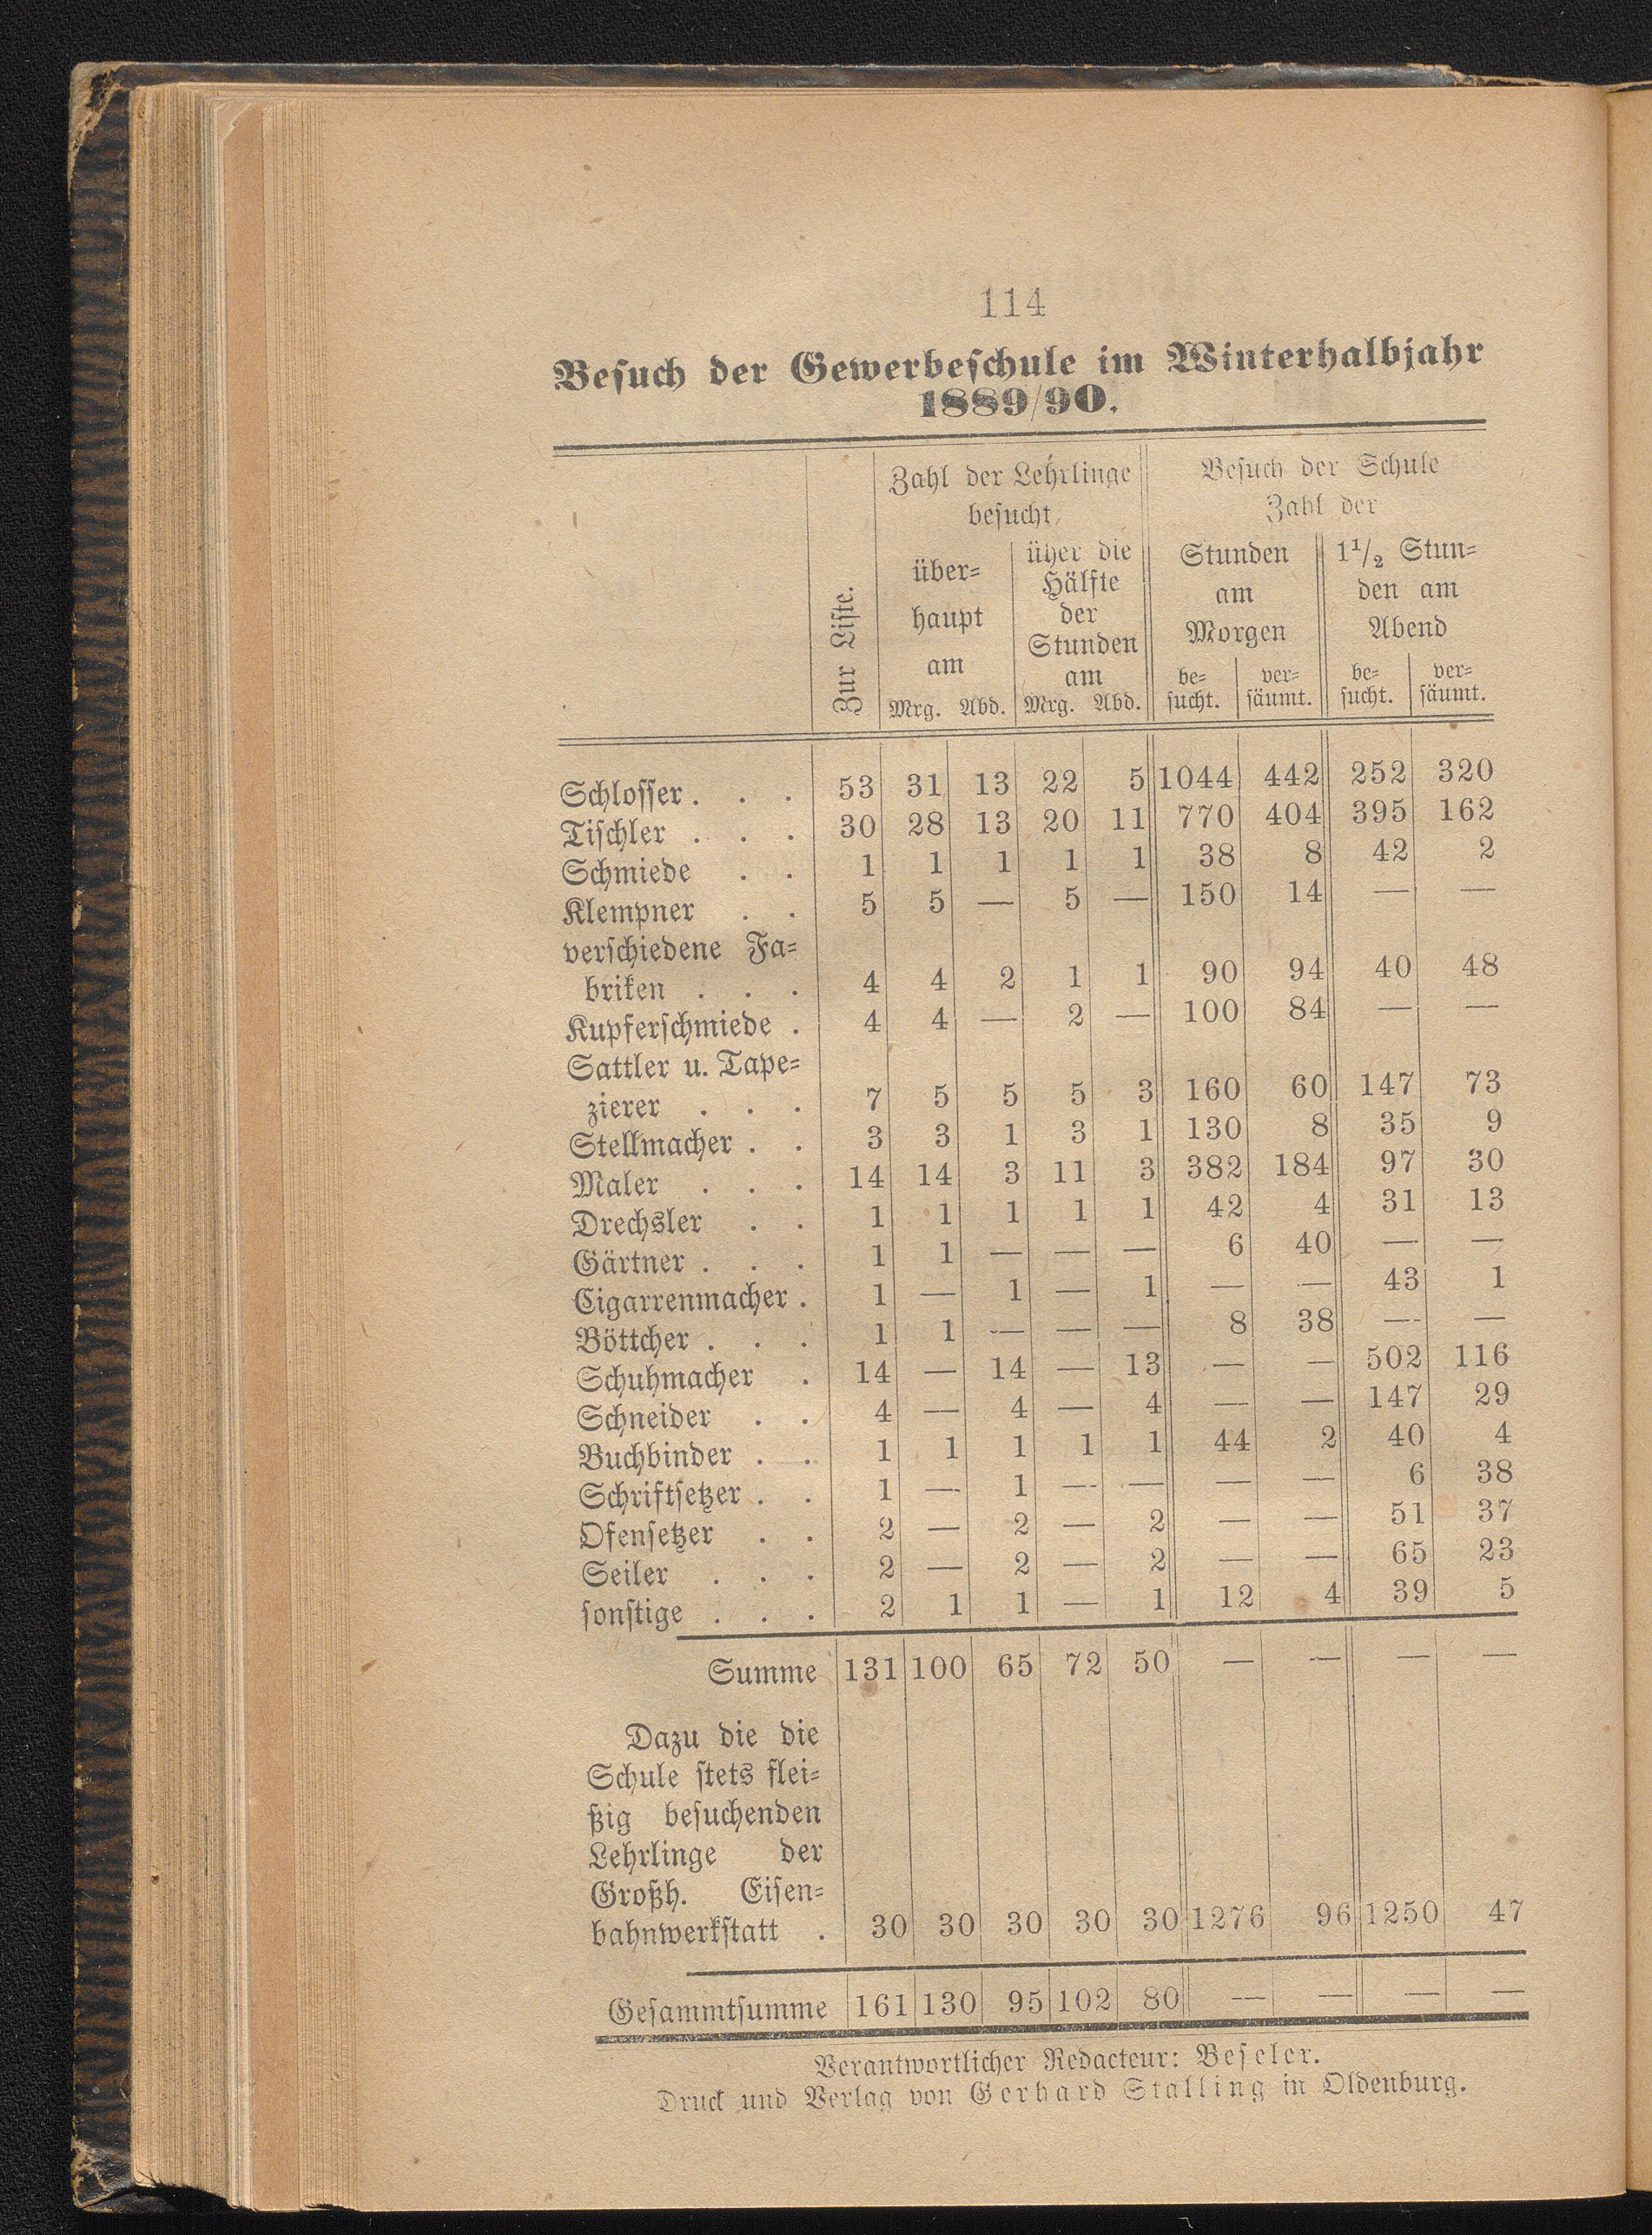 114
Besuch der Gewerbeschule im Winterhalbjahr
1889/90.
Zur Liste.
Zahl der Lehrlinge
besucht
über=
haupt
am
Mrg. Abd.
üher die
Hälfte
der
Stunden
am
Mrg. Abd.
Besuch der Schule
Zahl der
Stunden
am
Morgen
be=
sucht.
ver=
säumt.
1 1/2 Stun=
den am
Abend
be=
sucht.
ver=
säumt.
Schlosser . . . 53 31 13 22 5 1044 442 252 320
Tischler . . . 30 28 13 20 11 770 404 395 162
Schmiede . . 1 1 1 1 1 38 8 42 2
Klempner . . 5 5 — 5 — 150 14 — —
verschiedene Fa=
briken . . . 4 4 2 1 1 90 94 40 48
Kupferschmiede . 4 4 — 2 — 100 84 — —
Sattler u. Tape=
zierer . . . 7 5 5 5 3 160 60 147 73
Stellmacher . . 3 3 1 3 1 130 8 35 9
Maler . . . 14 14 3 11 3 382 184 97 30
Drechsler . . 1 1 1 1 1 42 4 31 13
Gärtner . . . 1 1 — — — 6 40 — —
Cigarrenmacher . 1 — 1 — 1 — — 43 1
Böttcher . . . 1 1 — — — 8 38 — —
Schuhmacher . 14 — 14 — 13 — — 502 116
Schneider . . 4 — 4 — 4 — — 147 29
Buchbinder . . 1 1 1 1 1 44 2 40 4
Schriftsetzer . . 1 — 1 — — — — 6 38
Ofensetzer . . 2 — 2 — 2 — — 51 37
Seiler . . . 2 — 2 — 2 — — 65 23
sonstige . . . 2 1 1 — 1 12 4 39 5
Summe 131 100 65 72 50 — — — —
Dazu die die
Schule stets flei=
ßig besuchenden
Lehrlinge der
Großh. Eisen=
bahnwerkstatt . 30 30 30 30 30 1276 96 1250 47
Gesammtsumme 161 130 95 102 80 — — — —
Verantwortlicher Redacteur: Beseler.
Druck und Verlag von Gerhard Stalling in Oldenburg.